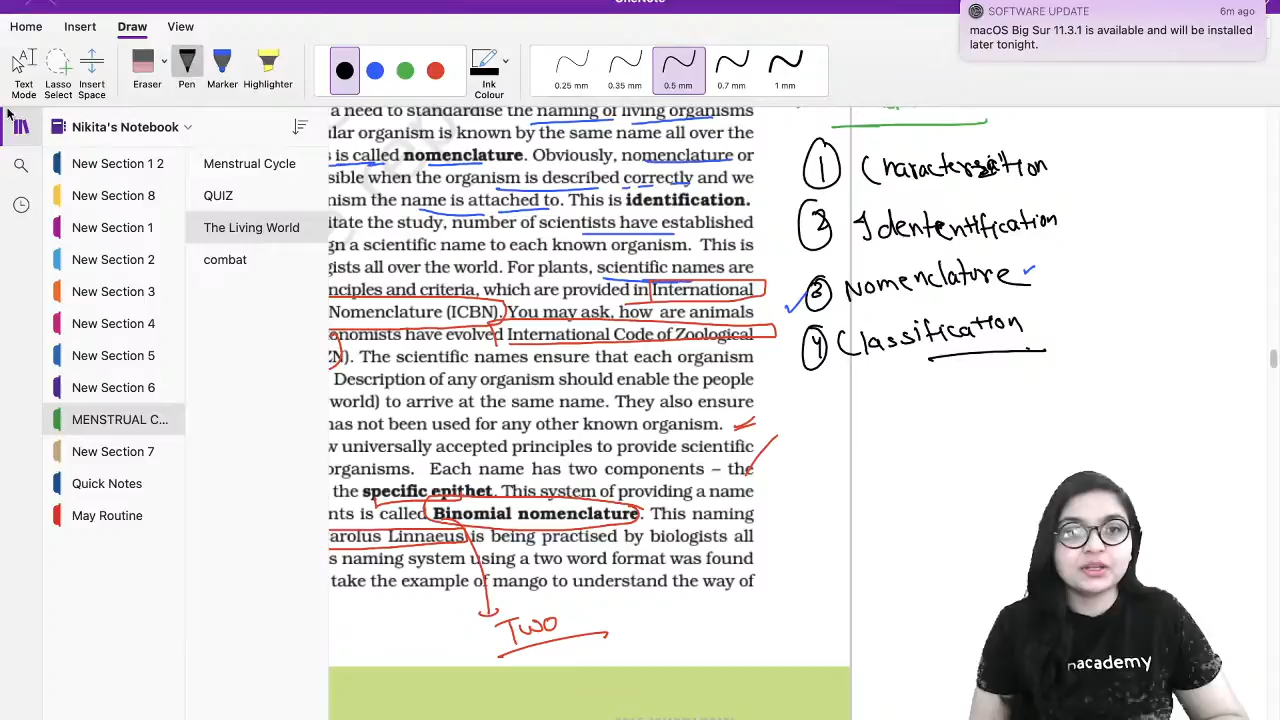 OneNote
Home Insert Draw View
SOFTWARE UPDATE 6m ago
macOS Big Sur 11.3.1 is available and will be installed
later tonight.
Text
Mode
Lasso
Select
Insert
Space
Eraser
Pen
Marker
Highlighter
Ink
Colour
0.25 mm
0.35 mm
0.5 mm
0.7 mm
1 mm
Nikita's Notebook
New Section 1 2
New Section 8
New Section 1
New Section 2
New Section 3
New Section 4
New Section 5
New Section 6
MENSTRUAL C...
New Section 7
Quick Notes
May Routine
Menstrual Cycle
QUIZ
The Living World
combat
a need to standardise the naming of living organisms
lar organism is known by the same name all over the
is called nomenclature. Obviously, nomenclature or
sible when the organism is described correctly and we
nism the name is attached to. This is identification.
itate the study, number of scientists have established
gn a scientific name to each known organism. This is
gists all over the world. For plants, scientific names are
nciples and criteria, which are provided in International
Nomenclature (ICBN). You may ask, how are animals
onomists have evolved International Code of Zoological
ZN). The scientific names ensure that each organism
Description of any organism should enable the people
world) to arrive at the same name. They also ensure
has not been used for any other known organism.
w universally accepted principles to provide scientific
organisms. Each name has two components – the
the specific epithet. This system of providing a name
nts is called Binomial nomenclature. This naming
arolus Linnaeus is being practised by biologists all
s naming system using a two word format was found
take the example of mango to understand the way of
Two
1 Characterisition
2 Idententification
3 Nomenclature
4 Classification
nacademy